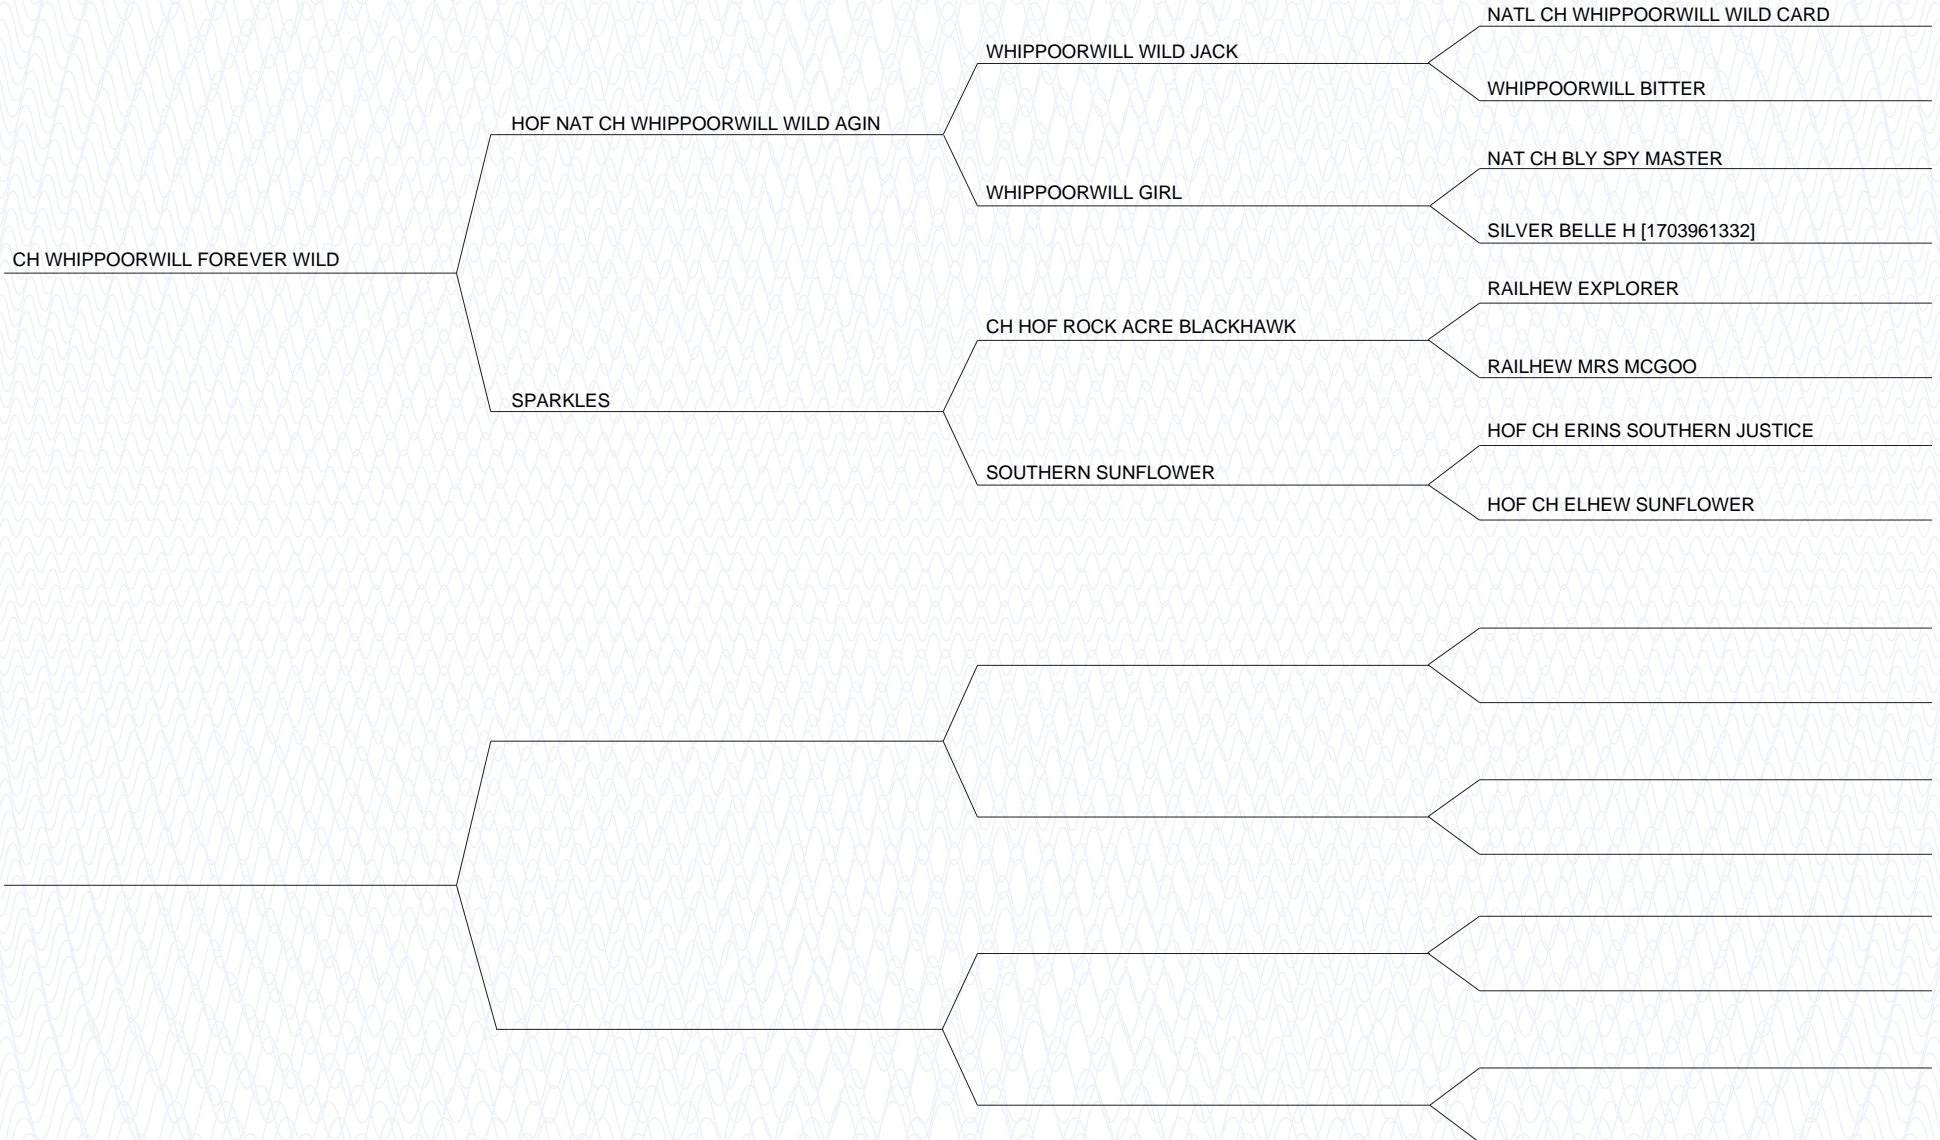 NATL CH WHIPPOORWILL WILD CARD
WHIPPOORWILL WILD JACK
WHIPPOORWILL BITTER
HOF NAT CH WHIPPOORWILL WILD AGIN
NAT CH BLY SPY MASTER
WHIPPOORWILL GIRL
SILVER BELLE H [1703961332]
CH WHIPPOORWILL FOREVER WILD
RAILHEW EXPLORER
CH HOF ROCK ACRE BLACKHAWK
RAILHEW MRS MCGOO
SPARKLES
HOF CH ERINS SOUTHERN JUSTICE
SOUTHERN SUNFLOWER
HOF CH ELHEW SUNFLOWER